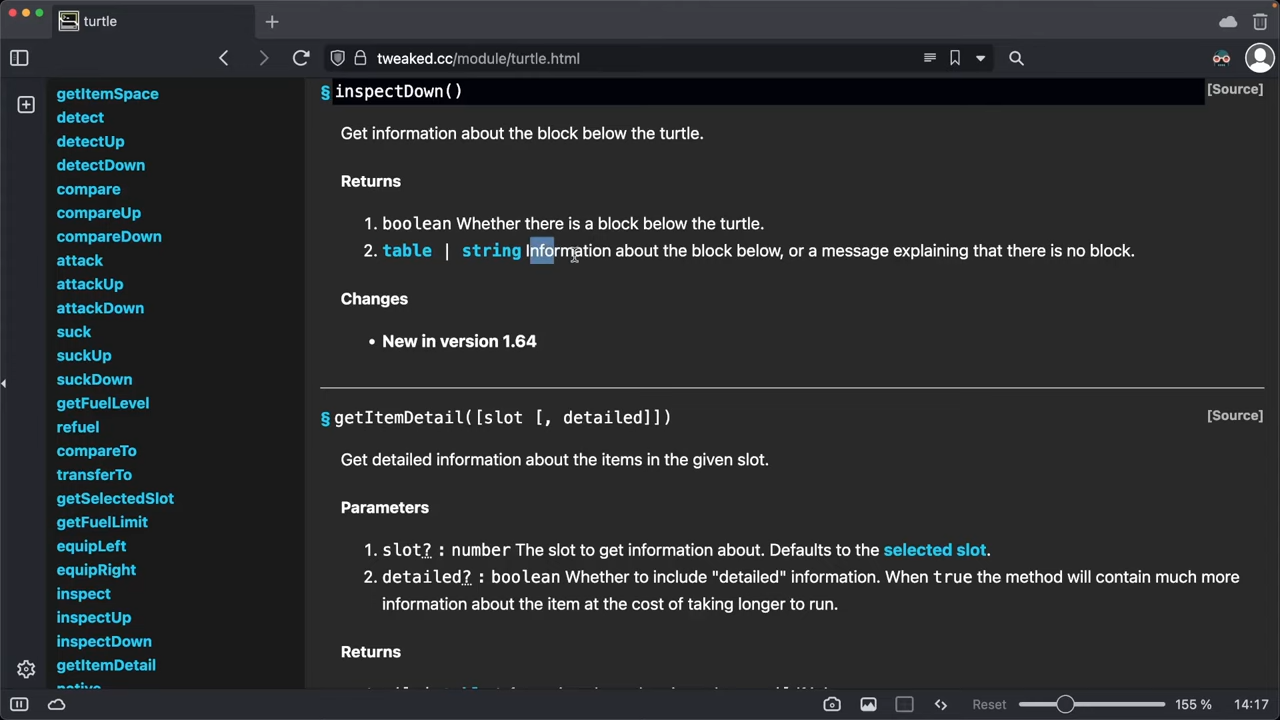 turtle
tweaked.cc/module/turtle.html
getItemSpace
detect
detectUp
detectDown
compare
compareUp
compareDown
attack
attackUp
attackDown
suck
suckUp
suckDown
getFuelLevel
refuel
compareTo
transferTo
getSelectedSlot
getFuelLimit
equipLeft
equipRight
inspect
inspectUp
inspectDown
getItemDetail
§ inspectDown() [Source]
Get information about the block below the turtle.
Returns
1. boolean Whether there is a block below the turtle.
2. table | string Information about the block below, or a message explaining that there is no block.
Changes
• New in version 1.64
§ getItemDetail([slot [, detailed]]) [Source]
Get detailed information about the items in the given slot.
Parameters
1. slot? : number The slot to get information about. Defaults to the selected slot.
2. detailed? : boolean Whether to include "detailed" information. When true the method will contain much more
information about the item at the cost of taking longer to run.
Returns
Reset 155 % 14:17